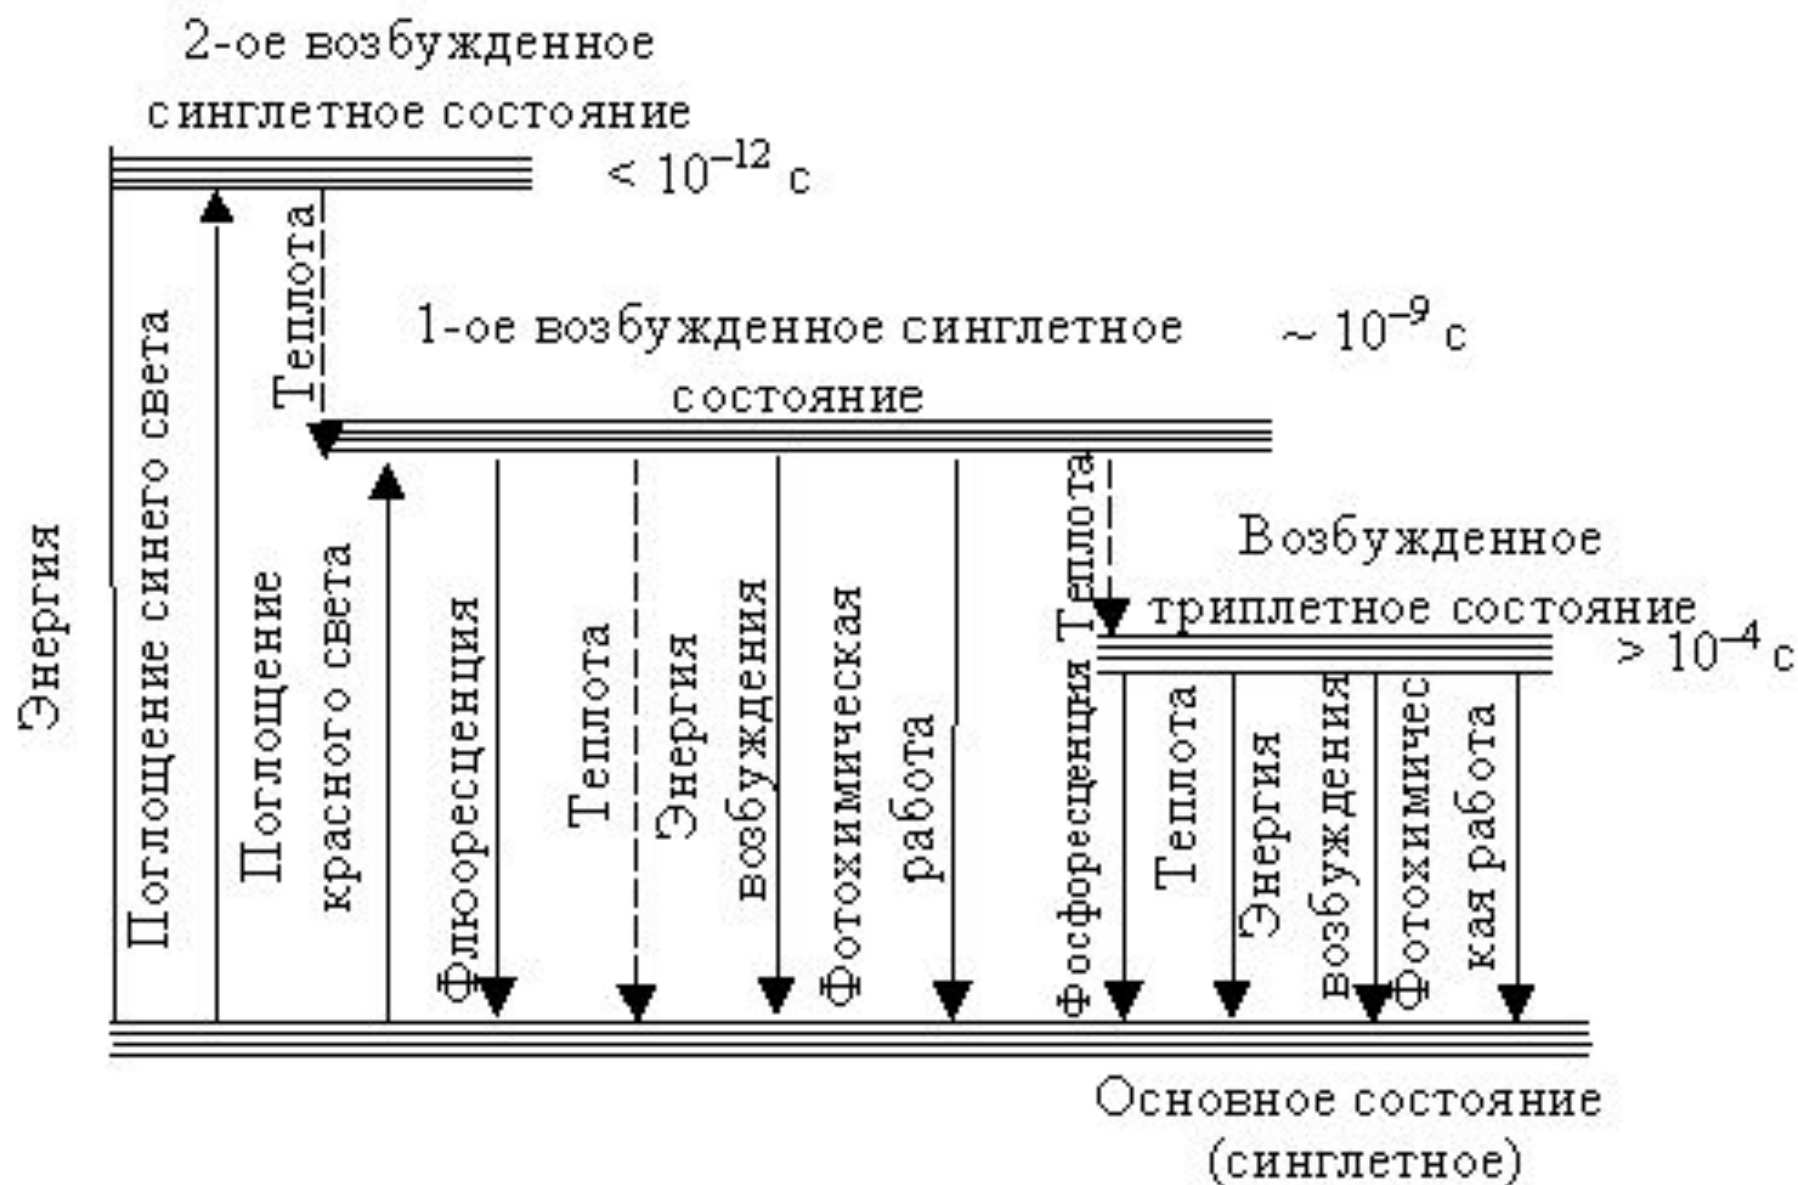 2-ое возбужденное
синглетное состояние
< 10⁻¹² с
Энергия
Поглощение синего света
Теплота
1-ое возбужденное синглетное
состояние
~ 10⁻⁹ с
Поглощение
красного света
Флюоресценция
Теплота
Энергия
возбуждения
Фотохимическая
работа
Теплота
Возбужденное
триплетное состояние
> 10⁻⁴ с
Фосфоресценция
Теплота
Энергия
возбуждения
Фотохимичес
кая работа
Основное состояние
(синглетное)